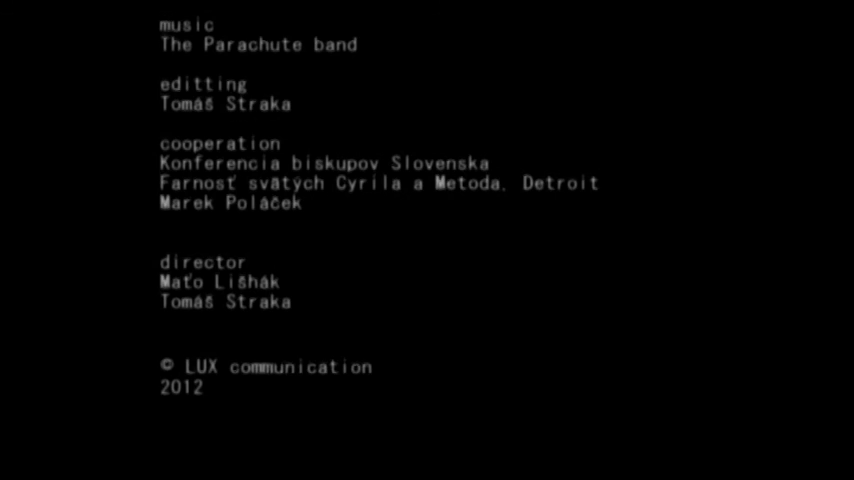 music
The Parachute band
editting
Tomáš Straka
cooperation
Konferencia biskupov Slovenska
Farnosť svätých Cyrila a Metoda, Detroit
Marek Poláček
director
Maťo Lišhák
Tomáš Straka
© LUX communication
2012